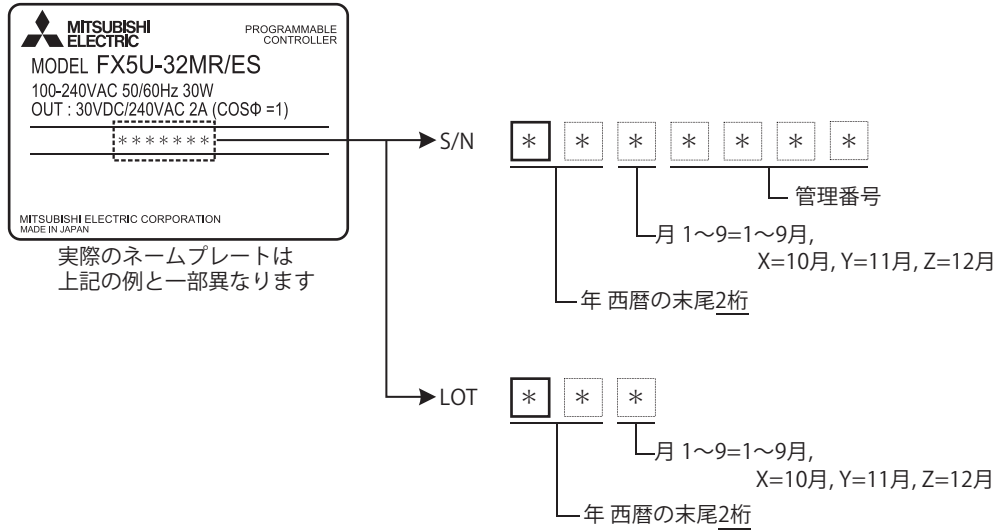 MITSUBISHI
ELECTRIC
PROGRAMMABLE
CONTROLLER
MODEL FX5U-32MR/ES
100-240VAC 50/60Hz 30W
OUT : 30VDC/240VAC 2A (COSΦ =1)
*******
MITSUBISHI ELECTRIC CORPORATION
MADE IN JAPAN
実際のネームプレートは
上記の例と一部異なります
S/N
* * * * * * *
管理番号
月 1～9=1～9月,
X=10月, Y=11月, Z=12月
年 西暦の末尾2桁
LOT
* * *
月 1～9=1～9月,
X=10月, Y=11月, Z=12月
年 西暦の末尾2桁